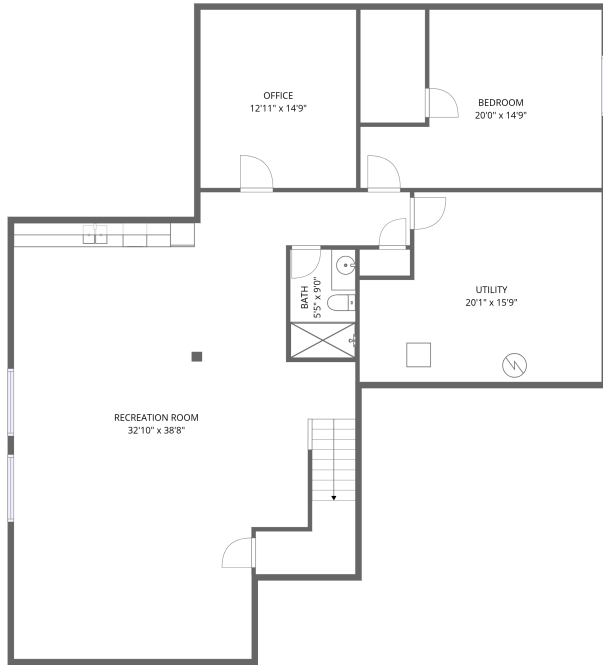 OFFICE
12'11" x 14'9"
BEDROOM
20'0" x 14'9"
BATH
5'5" x 9'0"
UTILITY
20'1" x 15'9"
RECREATION ROOM
32'10" x 38'8"